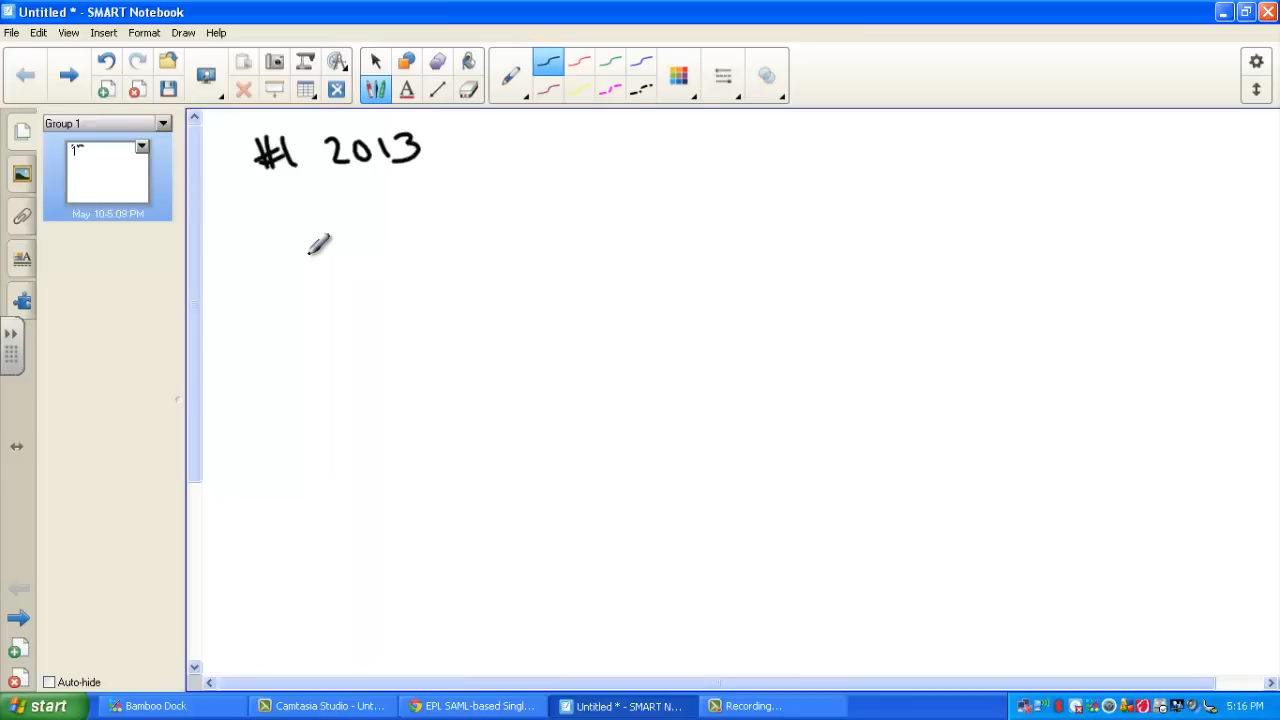 Untitled * - SMART Notebook
File Edit View Insert Format Draw Help
Group 1
May 10-5:09 PM
#1 2013
Auto-hide
start
Bamboo Dock
Camtasia Studio - Unt...
EPL SAML-based Singl...
Untitled * - SMART N...
Recording...
5:16 PM